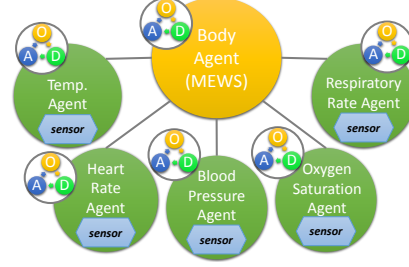 O
A D
Body
Agent
(MEWS)
O
A D
Temp.
Agent
sensor
O
A D
Respiratory
Rate Agent
sensor
O
A D
Heart
Rate
Agent
sensor
O
A D
Blood
Pressure
Agent
sensor
O
A D
Oxygen
Saturation
Agent
sensor